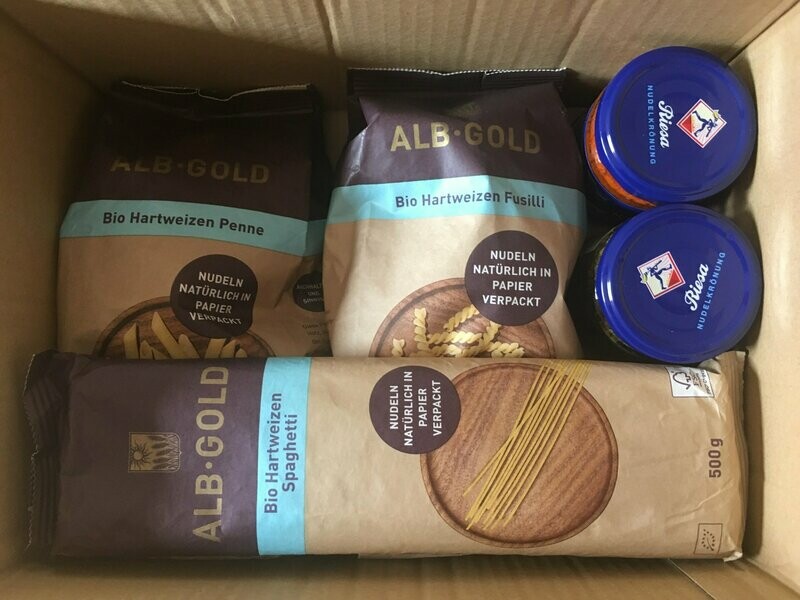 ALB·GOLD
Bio Hartweizen Penne
NUDELN
NATÜRLICH IN
PAPIER
VERPACKT
ALB·GOLD
Bio Hartweizen Fusilli
NUDELN
NATÜRLICH IN
PAPIER
VERPACKT
Riesa
NUDELKRÖNUNG
Riesa
NUDELKRÖNUNG
ALB·GOLD
Bio Hartweizen
Spaghetti
NUDELN
NATÜRLICH IN
PAPIER
VERPACKT
500 g